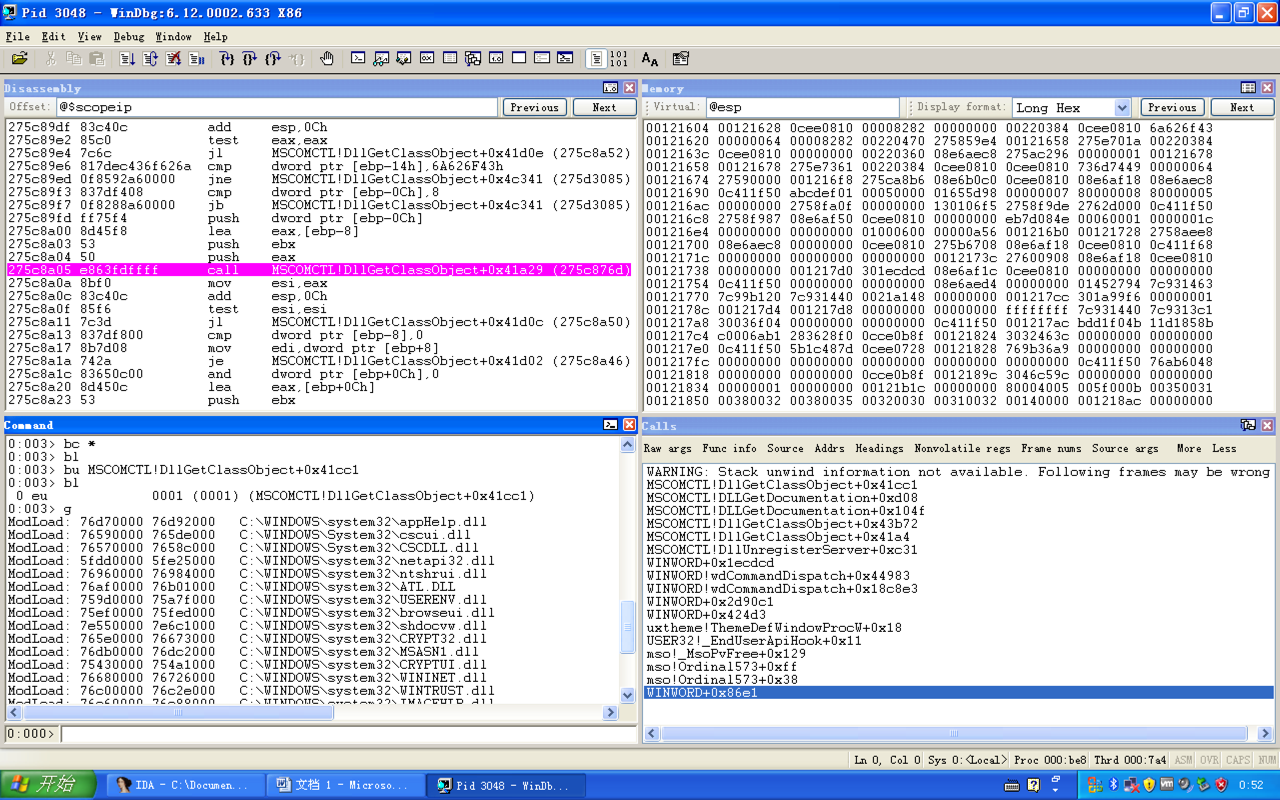 Pid 3048 - WinDbg:6.12.0002.633 X86
File Edit View Debug Window Help
Disassembly
Offset: @$scopeip Previous Next
275c89df 83c40c add esp,0Ch
275c89e2 85c0 test eax,eax
275c89e4 7c6c jl MSCOMCTL!DllGetClassObject+0x41d0e (275c8a52)
275c89e6 817dec436f626a cmp dword ptr [ebp-14h],6A626F43h
275c89ed 0f8592a60000 jne MSCOMCTL!DllGetClassObject+0x4c341 (275d3085)
275c89f3 837df408 cmp dword ptr [ebp-0Ch],8
275c89f7 0f8288a60000 jb MSCOMCTL!DllGetClassObject+0x4c341 (275d3085)
275c89fd ff75f4 push dword ptr [ebp-0Ch]
275c8a00 8d45f8 lea eax,[ebp-8]
275c8a03 53 push ebx
275c8a04 50 push eax
275c8a05 e863fdffff call MSCOMCTL!DllGetClassObject+0x41a29 (275c876d)
275c8a0a 8bf0 mov esi,eax
275c8a0c 83c40c add esp,0Ch
275c8a0f 85f6 test esi,esi
275c8a11 7c3d jl MSCOMCTL!DllGetClassObject+0x41d0c (275c8a50)
275c8a13 837df800 cmp dword ptr [ebp-8],0
275c8a17 8b7d08 mov edi,dword ptr [ebp+8]
275c8a1a 742a je MSCOMCTL!DllGetClassObject+0x41d02 (275c8a46)
275c8a1c 83650c00 and dword ptr [ebp+0Ch],0
275c8a20 8d450c lea eax,[ebp+0Ch]
275c8a23 53 push ebx
Memory
Virtual: @esp Display format: Long Hex Previous Next
00121604 00121628 0cee0810 00008282 00000000 00220384 0cee0810 6a626f43
00121620 00000064 00008282 00220470 275859e4 00121658 275e701a 00220384
0012163c 0cee0810 00000000 00220360 08e6aec8 275ac296 00000001 00121678
00121658 00121678 275e7361 00220384 0cee0810 0cee0810 736d7449 00000064
00121674 27590000 001216f8 275ca8b6 08e6b0c0 0cee0810 08e6af18 08e6aec8
00121690 0c411f50 abcdef01 00050000 01655d98 00000007 80000008 80000005
001216ac 00000000 2758fa0f 00000000 130106f5 2758f9de 2762d000 0c411f50
001216c8 2758f987 08e6af50 0cee0810 00000000 eb7d084e 00060001 0000001c
001216e4 00000000 00000000 01000600 00000a56 001216b0 00121728 2758aee8
00121700 08e6aec8 00000000 0cee0810 275b6708 08e6af18 0cee0810 0c411f68
0012171c 00000000 00000000 00000000 0012173c 27600908 08e6af18 0cee0810
00121738 00000000 001217d0 301ecdcd 08e6af1c 0cee0810 00000000 00000000
00121754 0c411f50 00000000 00000000 08e6aed4 00000000 01452794 7c931463
00121770 7c99b120 7c931440 0021a148 00000000 001217cc 301a99f6 00000001
0012178c 001217d4 001217d8 00000000 00000000 ffffffff 7c931440 7c9313c1
001217a8 30036f04 00000000 00000000 0c411f50 001217ac bdd1f04b 11d1858b
001217c4 c0006ab1 283628f0 0cce0b8f 00121824 3032463c 00000000 00000000
001217e0 0c411f50 5b1c487d ceee0728 00121828 769b36a9 00000000 00000000
001217fc 00000000 00000000 00000000 00000000 0c411f50 76ab6048
00121818 00000000 00000000 0cce0b8f 0012189c 3046c59c 00000000 00000000
00121834 00000001 00000000 00121b1c 00000000 80004005 005f000b 00350031
00121850 00380032 00380035 00320030 00310032 00140000 001218ac 00000000
Command
0:003> bc *
0:003> bl
0:003> bu MSCOMCTL!DllGetClassObject+0x41cc1
0:003> bl
0 eu 0001 (0001) (MSCOMCTL!DllGetClassObject+0x41cc1)
0:003> g
ModLoad: 76d70000 76d92000 C:\WINDOWS\system32\appHelp.dll
ModLoad: 76590000 765de000 C:\WINDOWS\System32\cscui.dll
ModLoad: 76570000 7658c000 C:\WINDOWS\System32\CSCDLL.dll
ModLoad: 5fdd0000 5fe25000 C:\WINDOWS\system32\netapi32.dll
ModLoad: 76960000 76984000 C:\WINDOWS\system32\ntshrui.dll
ModLoad: 76af0000 76b01000 C:\WINDOWS\system32\ATL.DLL
ModLoad: 759d0000 75a7f000 C:\WINDOWS\system32\USERENV.dll
ModLoad: 75ef0000 75fed000 C:\WINDOWS\system32\browseui.dll
ModLoad: 7e550000 7e6c1000 C:\WINDOWS\system32\shdocvw.dll
ModLoad: 765e0000 76673000 C:\WINDOWS\system32\CRYPT32.dll
ModLoad: 76db0000 76dc2000 C:\WINDOWS\system32\MSASN1.dll
ModLoad: 75430000 754a1000 C:\WINDOWS\system32\CRYPTUI.dll
ModLoad: 76680000 76726000 C:\WINDOWS\system32\WININET.dll
ModLoad: 76c00000 76c2e000 C:\WINDOWS\system32\WINTRUST.dll
ModLoad: 76c60000 76c88000 C:\WINDOWS\system32\IMAGEHLP.dll
0:000>
Calls
Raw args Func info Source Addrs Headings Nonvolatile regs Frame nums Source args More Less
WARNING: Stack unwind information not available. Following frames may be wrong
MSCOMCTL!DllGetClassObject+0x41cc1
MSCOMCTL!DLLGetDocumentation+0xd08
MSCOMCTL!DLLGetDocumentation+0x104f
MSCOMCTL!DllGetClassObject+0x43b72
MSCOMCTL!DllGetClassObject+0x41a4
MSCOMCTL!DllUnregisterServer+0xc31
WINWORD+0x1ecdcd
WINWORD!wdCommandDispatch+0x44983
WINWORD!wdCommandDispatch+0x18c8e3
WINWORD+0x2d90c1
WINWORD+0x424d3
uxtheme!ThemeDefWindowProcW+0x18
USER32!_EndUserApiHook+0x11
mso!_MsoPvFree+0x129
mso!Ordinal573+0xff
mso!Ordinal573+0x38
WINWORD+0x86e1
Ln 0, Col 0 Sys 0:<Local> Proc 000:be8 Thrd 000:7a4 ASM OVR CAPS NUM
开始 IDA - C:\Documen... 文档 1 - Microso... Pid 3048 - WinDb... 0:52